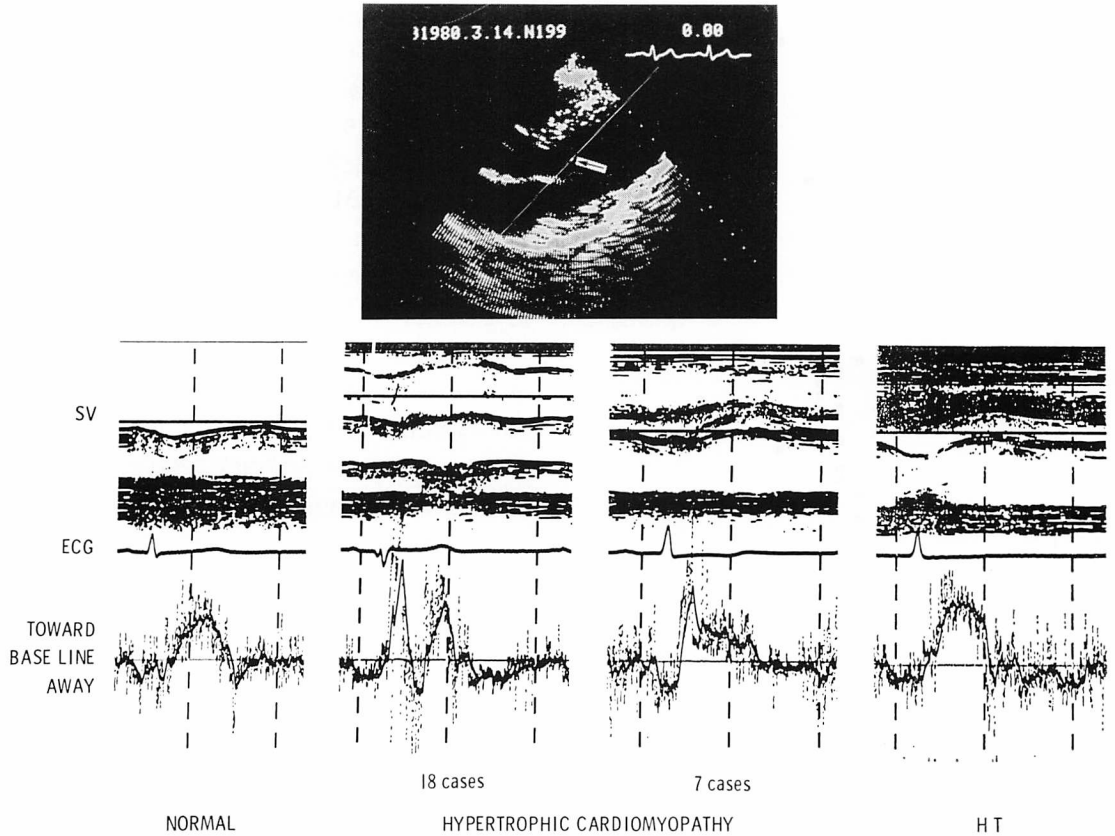 31980.3.14.N199 0.00
SV
ECG
TOWARD
BASE LINE
AWAY
18 cases 7 cases
NORMAL HYPERTROPHIC CARDIOMYOPATHY H T